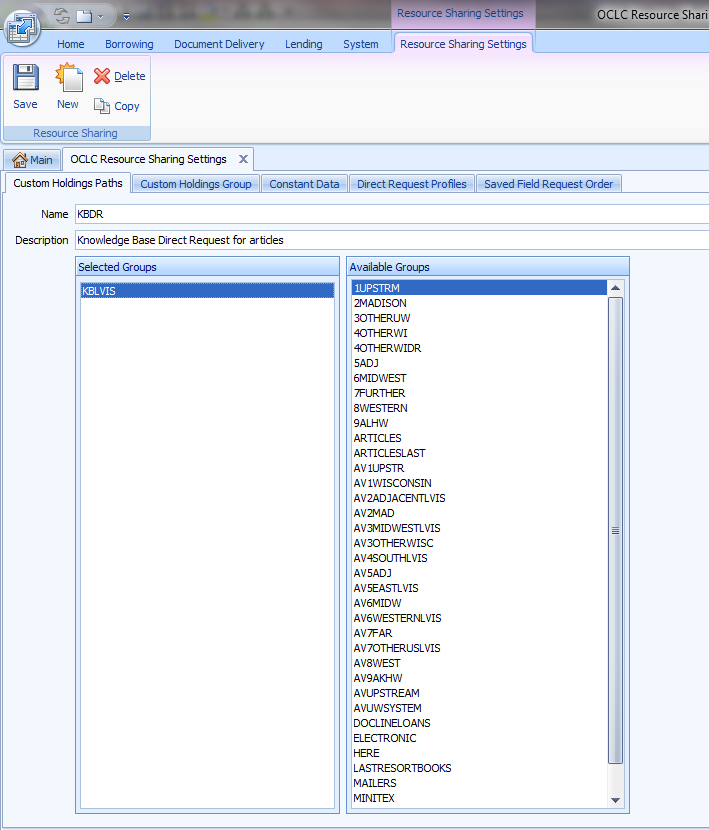 Resource Sharing Settings
OCLC Resource Shari
Home Borrowing Document Delivery Lending System Resource Sharing Settings
Save New Delete
Copy
Resource Sharing
Main OCLC Resource Sharing Settings X
Custom Holdings Paths Custom Holdings Group Constant Data Direct Request Profiles Saved Field Request Order
Name KBDR
Description Knowledge Base Direct Request for articles
Selected Groups
KBLVIS
Available Groups
1UPSTRM
2MADISON
3OTHERUW
4OTHERWI
4OTHERWIDR
5ADJ
6MIDWEST
7FURTHER
8WESTERN
9ALHW
ARTICLES
ARTICLESLAST
AV1UPSTR
AV1WISCONSIN
AV2ADJACENTLVIS
AV2MAD
AV3MIDWESTLVIS
AV3OTHERWISC
AV4SOUTHLVIS
AV5ADJ
AV5EASTLVIS
AV6MIDW
AV6WESTERNLVIS
AV7FAR
AV7OTHERUSLVIS
AV8WEST
AV9AKHW
AVUPSTREAM
AVUWSYSTEM
DOCLINELOANS
ELECTRONIC
HERE
LASTRESORTBOOKS
MAILERS
MINITEX